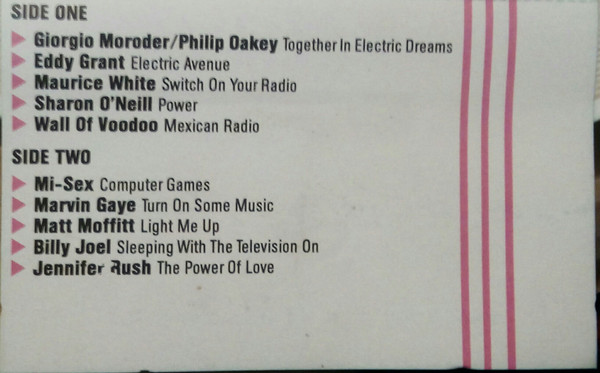 SIDE ONE
Giorgio Moroder/Philip Oakey Together In Electric Dreams
Eddy Grant Electric Avenue
Maurice White Switch On Your Radio
Sharon O'Neill Power
Wall Of Voodoo Mexican Radio
SIDE TWO
Mi-Sex Computer Games
Marvin Gaye Turn On Some Music
Matt Moffitt Light Me Up
Billy Joel Sleeping With The Television On
Jennifer Rush The Power Of Love